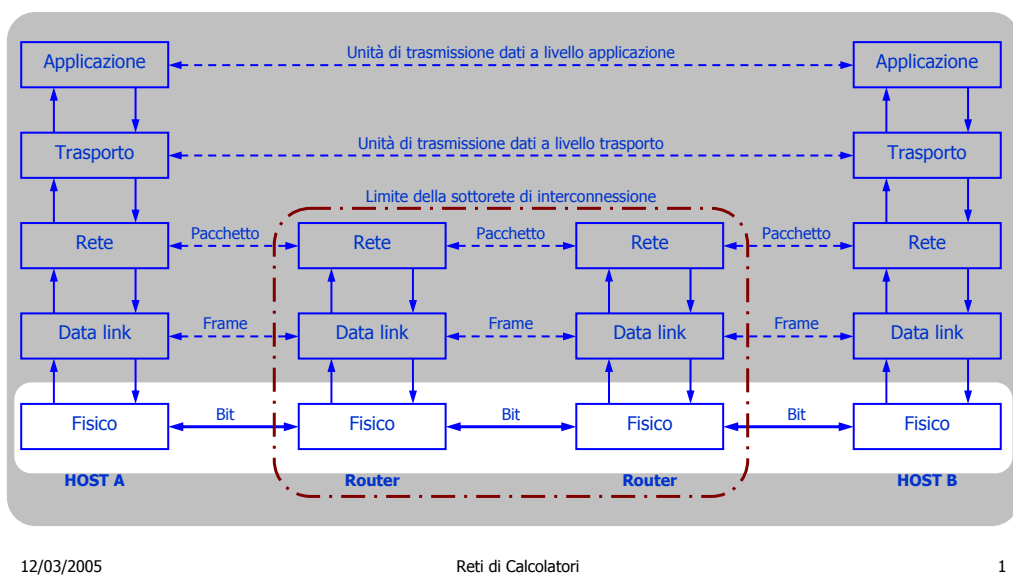 Unità di trasmissione dati a livello applicazione
Applicazione
Applicazione
Unità di trasmissione dati a livello trasporto
Trasporto
Trasporto
Limite della sottorete di interconnessione
Rete
Pacchetto
Rete
Pacchetto
Rete
Pacchetto
Rete
Data link
Frame
Data link
Frame
Data link
Frame
Data link
Fisico
Bit
Fisico
Bit
Fisico
Bit
Fisico
HOST A
Router
Router
HOST B
12/03/2005
Reti di Calcolatori
1